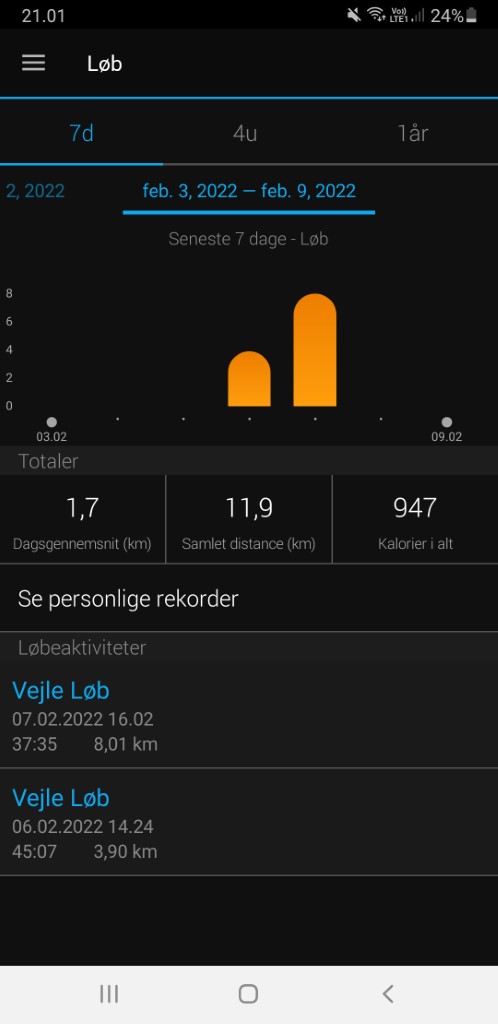 21.01 Vo)) LTE1 24%
Løb
7d 4u 1år
2, 2022 feb. 3, 2022 — feb. 9, 2022
Seneste 7 dage - Løb
8
6
4
2
0
03.02 09.02
Totaler
1,7 11,9 947
Dagsgennemsnit (km) Samlet distance (km) Kalorier i alt
Se personlige rekorder
Løbeaktiviteter
Vejle Løb
07.02.2022 16.02
37:35 8,01 km
Vejle Løb
06.02.2022 14.24
45:07 3,90 km